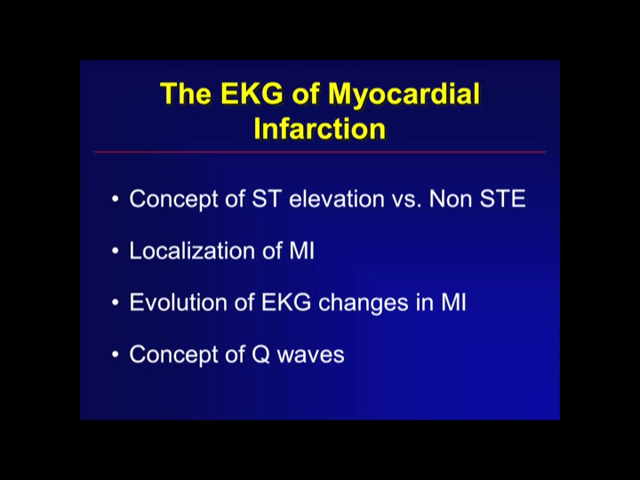 The EKG of Myocardial
Infarction
• Concept of ST elevation vs. Non STE
• Localization of MI
• Evolution of EKG changes in MI
• Concept of Q waves